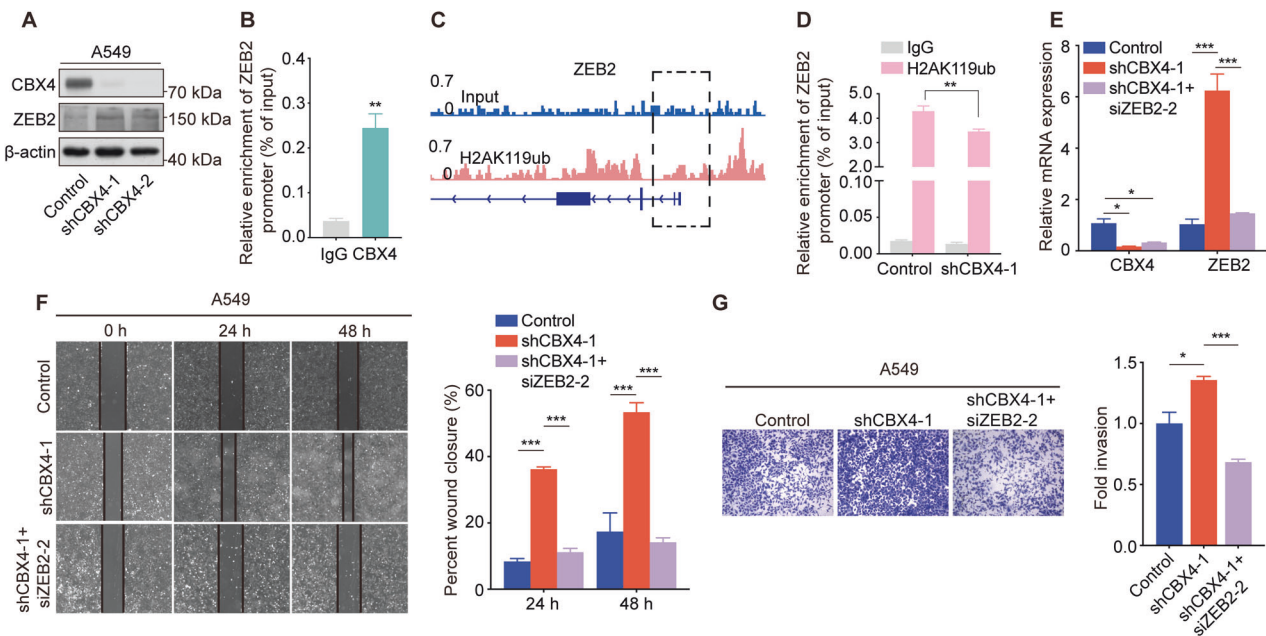 A
A549
CBX4
ZEB2
β-actin
-70 kDa
-150 kDa
-40 kDa
Control
shCBX4-1
shCBX4-2
B
Relative enrichment of ZEB2
promoter (% of input)
0.4
0.3
0.2
0.1
0.0
**
IgG CBX4
C
ZEB2
0.7
0
Input
0.7
0
H2AK119ub
D
IgG
H2AK119ub
Relative enrichment of ZEB2
promoter (% of input)
5.0
4.0
3.0
2.0
0.10
0.05
0.00
**
Control shCBX4-1
E
Control
shCBX4-1
shCBX4-1+
siZEB2-2
Relative mRNA expression
8
6
4
2
0
*
*
***
***
CBX4 ZEB2
F
A549
0 h 24 h 48 h
Control
shCBX4-1
shCBX4-1+
siZEB2-2
Control
shCBX4-1
shCBX4-1+
siZEB2-2
Percent wound closure (%)
60
40
20
0
***
***
***
***
24 h 48 h
G
A549
Control shCBX4-1 shCBX4-1+
siZEB2-2
Fold invasion
1.5
1.0
0.5
0.0
*
***
Control
shCBX4-1
shCBX4-1+
siZEB2-2